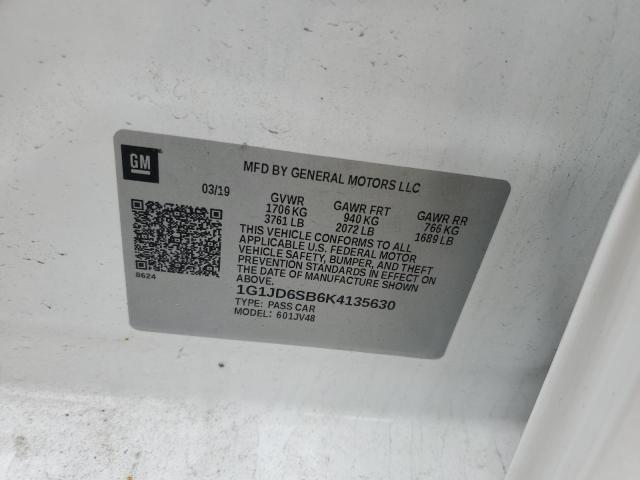 GM
MFD BY GENERAL MOTORS LLC
03/19
GVWR GAWR FRT GAWR RR
1706 KG 940 KG 766 KG
3761 LB 2072 LB 1689 LB
THIS VEHICLE CONFORMS TO ALL
APPLICABLE U.S. FEDERAL MOTOR
VEHICLE SAFETY, BUMPER, AND THEFT
PREVENTION STANDARDS IN EFFECT ON
THE DATE OF MANUFACTURE SHOWN
ABOVE.
8624
1G1JD6SB6K4135630
TYPE: PASS CAR
MODEL: 601JV48